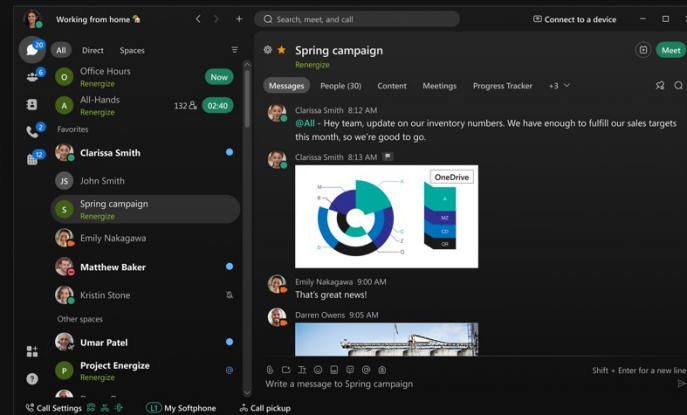 Working from home
Search, meet, and call
Connect to a device
20
All
Direct
Spaces
6
O
Office Hours
Renergize
Now
A
All-Hands
Renergize
132
02:40
2
Favorites
12
Clarissa Smith
JS
John Smith
S
Spring campaign
Renergize
Emily Nakagawa
Matthew Baker
Kristin Stone
Other spaces
Umar Patel
P
Project Energize
Renergize
@
Spring campaign
Renergize
Meet
Messages
People (30)
Content
Meetings
Progress Tracker
+3
Clarissa Smith 8:12 AM
@All - Hey team, update on our inventory numbers. We have enough to fulfill our sales targets
this month, so we're good to go.
Clarissa Smith 8:13 AM
OneDrive
M
A
B
C
Z
D
O
A
MZ
CD
QR
Emily Nakagawa 9:00 AM
That's great news!
Darren Owens 9:05 AM
Shift + Enter for a new line
Write a message to Spring campaign
Call Settings
(L1) My Softphone
Call pickup